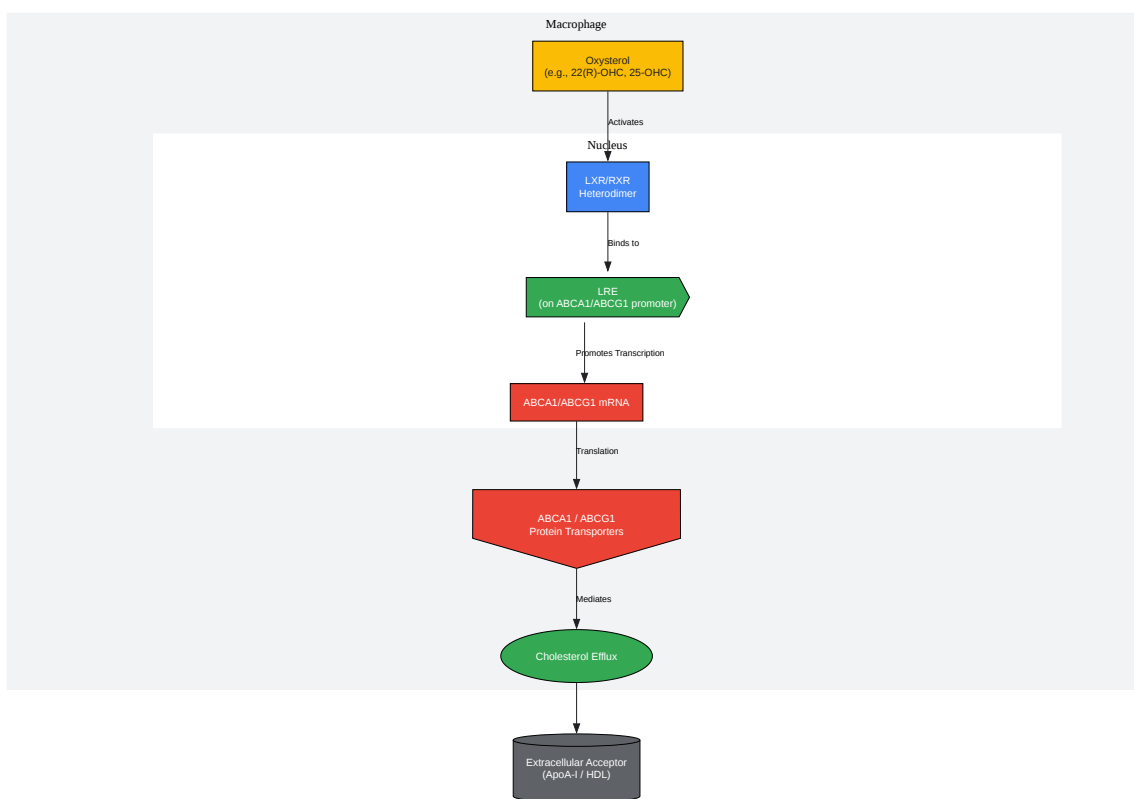 Macrophage
Oxysterol
(e.g., 22(R)-OHC, 25-OHC)
Activates
Nucleus
LXR/RXR
Heterodimer
Binds to
LRE
(on ABCA1/ABCG1 promoter)
Promotes Transcription
ABCA1/ABCG1 mRNA
Translation
ABCA1 / ABCG1
Protein Transporters
Mediates
Cholesterol Efflux
Extracellular Acceptor
(ApoA-I / HDL)